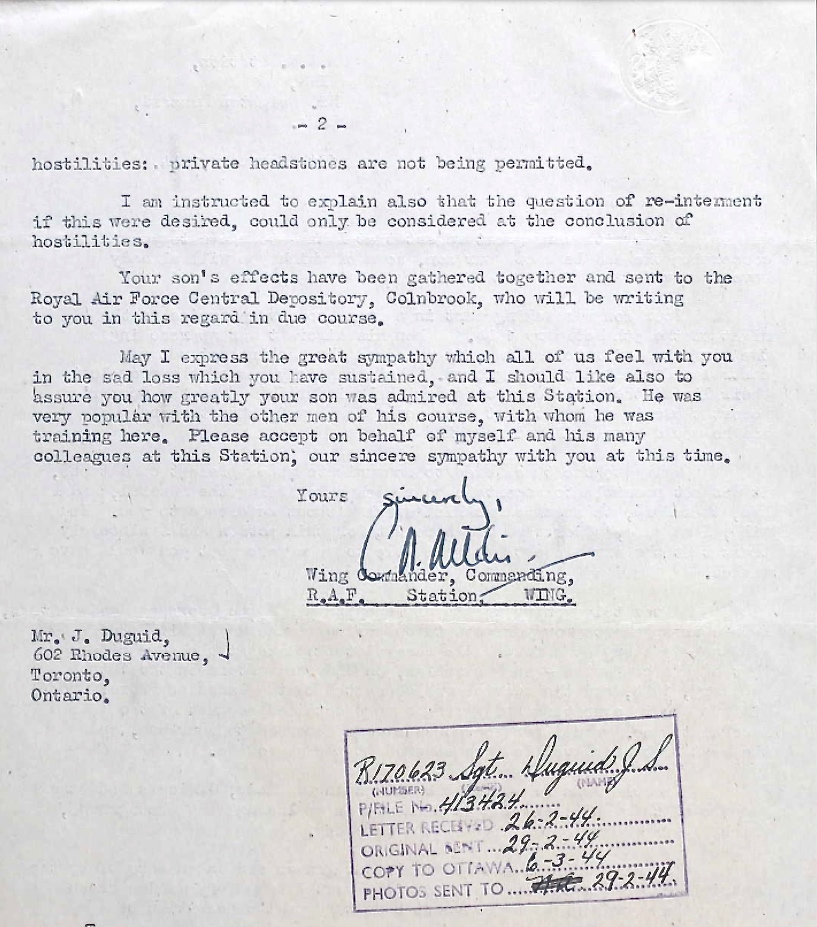 - 2 -
hostilities: private headstones are not being permitted.
I am instructed to explain also that the question of re-interment
if this were desired, could only be considered at the conclusion of
hostilities.
Your son's effects have been gathered together and sent to the
Royal Air Force Central Depository, Colnbrook, who will be writing
to you in this regard in due course.
May I express the great sympathy which all of us feel with you
in the sad loss which you have sustained, and I should like also to
assure you how greatly your son was admired at this Station. He was
very popular with the other men of his course, with whom he was
training here. Please accept on behalf of myself and his many
colleagues at this Station, our sincere sympathy with you at this time.
Yours sincerely,
Wing Commander, Commanding,
R.A.F. Station, WING.
Mr. J. Duguid,
602 Rhodes Avenue,
Toronto,
Ontario.
R170623 Sgt. Duguid J.S.
(NUMBER) (NAME)
P/FILE No. 413424
LETTER RECEIVED 26-2-44
ORIGINAL SENT 29-2-44
COPY TO OTTAWA 6-3-44
PHOTOS SENT TO 29-2-44